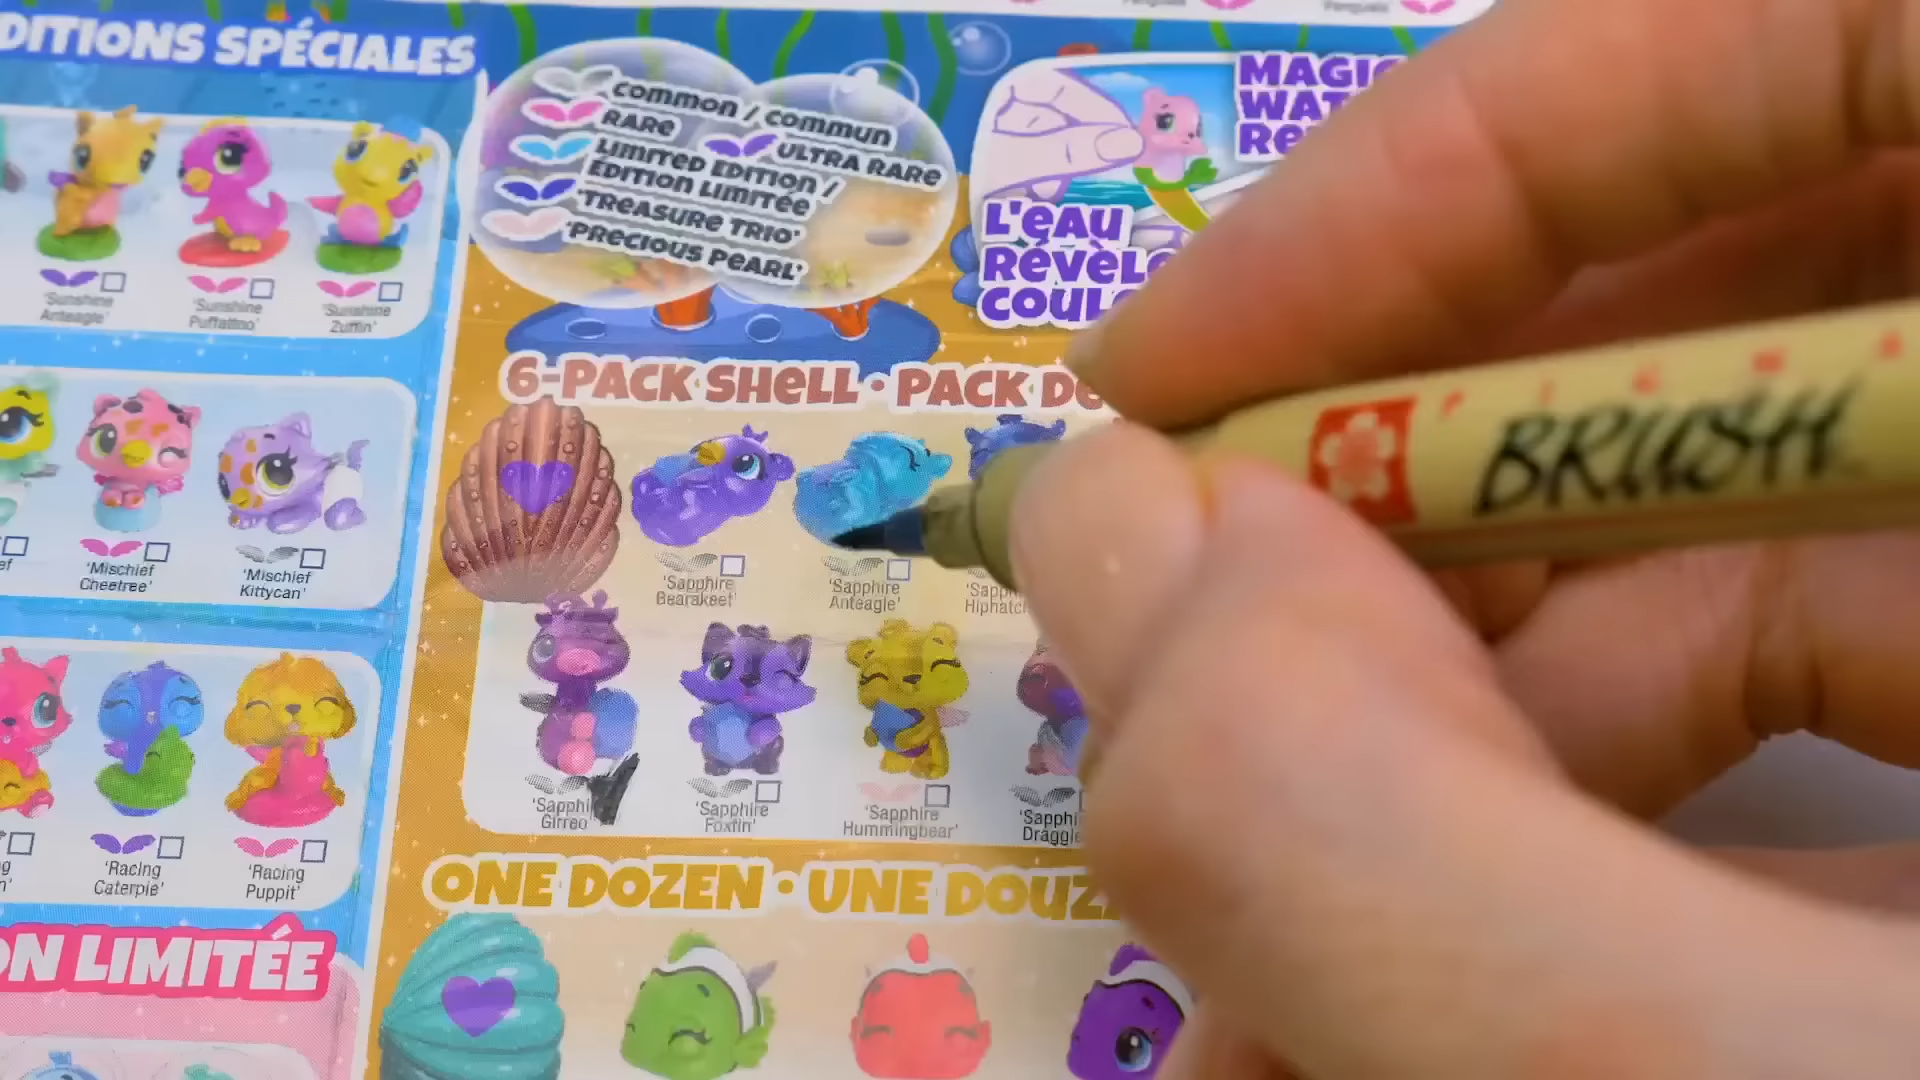 DITIONS SPÉCIALES
'Sunshine
Anteagle'
'Sunshine
Puffatoo'
'Sunshine
Zuffin'
'Mischief
Cheetree'
'Mischief
Kittycan'
'Racing
Caterpie'
'Racing
Puppit'
ON LIMITÉE
COMMON / COMMUN
RARE
ULTRA RARE
LIMITED EDITION /
ÉDITION LIMITÉE
'TREASURE TRIO'
'PRECIOUS PEARL'
MAGIC
WAT
RE
L'EAU
RÉVÈL
COUL
6-PACK SHELL · PACK DE
'Sapphire
Bearakeet'
'Sapphire
Anteagle'
'Sapph
Hiphatch
'Sapphi
Girreo'
'Sapphire
Foxfin'
'Sapphire
Hummingbear'
'Sapphi
Draggle
ONE DOZEN · UNE DOUZ
PIGMA
BRUSH